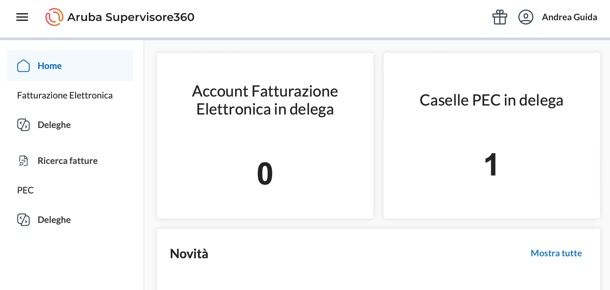 Aruba Supervisore360
Andrea Guida
Home
Fatturazione Elettronica
Deleghe
Ricerca fatture
PEC
Deleghe
Account Fatturazione
Elettronica in delega
0
Caselle PEC in delega
1
Novità
Mostra tutte